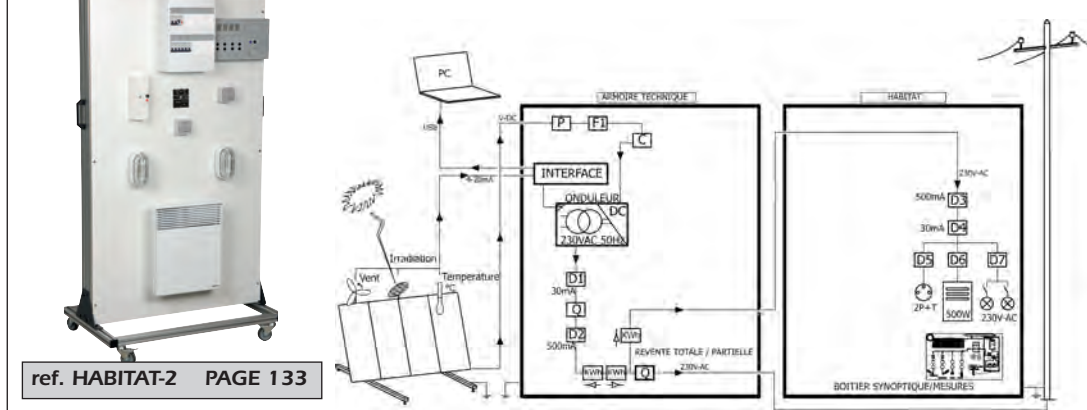 ref. HABITAT-2 PAGE 133
PC
USB
V-DC
4-20mA
Irradiation
Vent
Temperature
°C
ARMOIRE TECHNIQUE
P
F1
C
INTERFACE
ONDULEUR
DC
230VAC 50Hz
D1
30mA
Q
D2
500mA
KWh
KWh
KWh
Q
REVENTE TOTALE / PARTIELLE
230V-AC
HABITAT
230V-AC
500mA
D3
30mA
D4
D5
D6
D7
2P+T
500W
230V-AC
BOITIER SYNOPTIQUE/MESURES